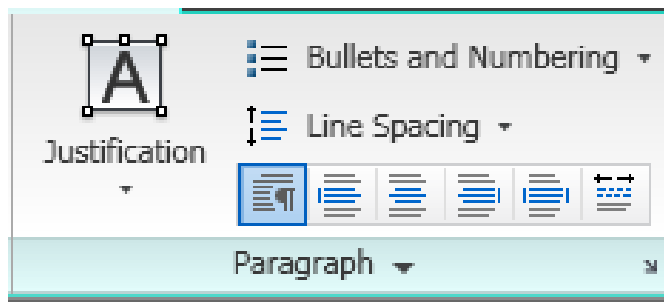 Bullets and Numbering
Line Spacing
Justification
Paragraph